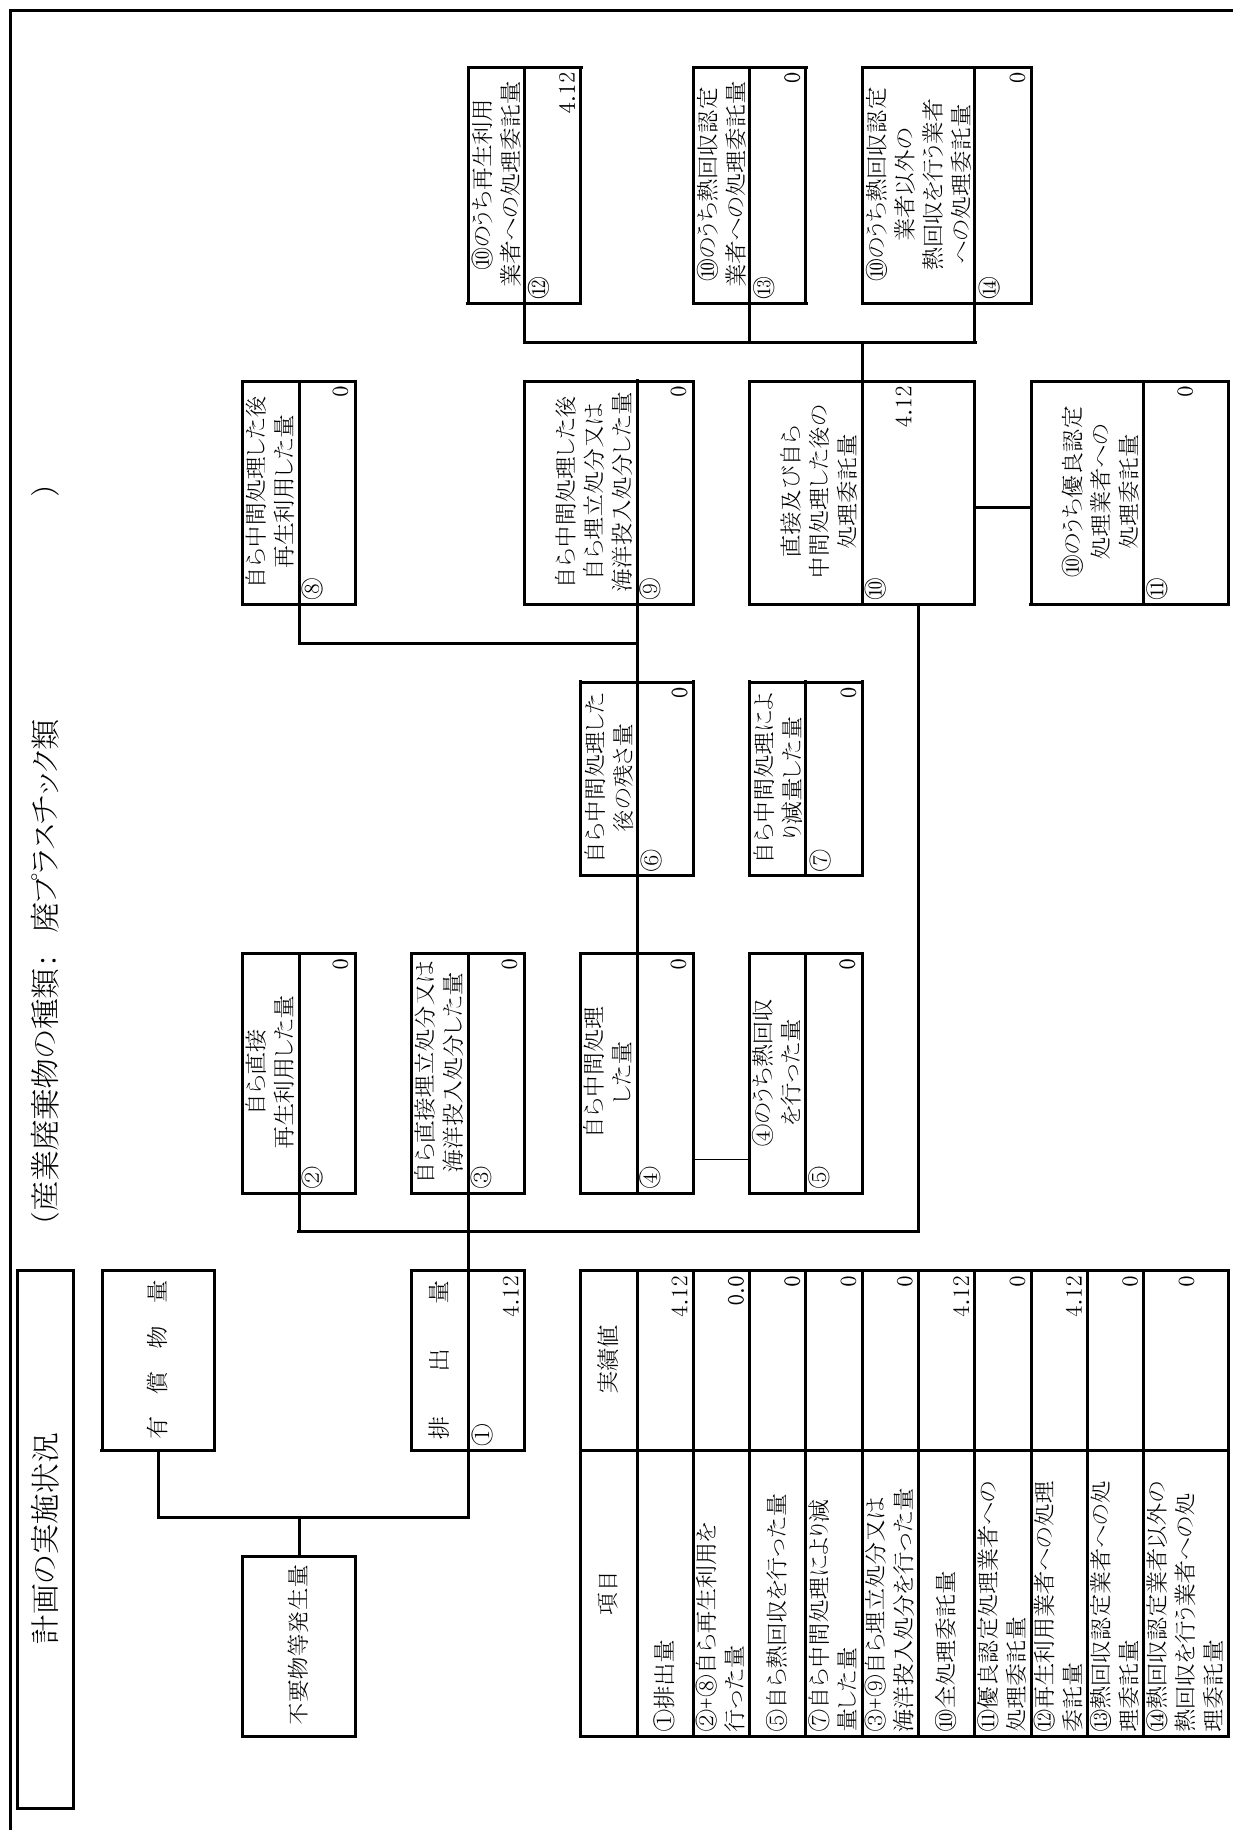 計画の実施状況
（産業廃棄物の種類： 廃プラスチック類 ）
不要物等発生量
有 償 物 量
排 出 量
① 4.12
自ら直接
再生利用した量
② 0
自ら直接埋立処分又は
海洋投入処分した量
③ 0
自ら中間処理
した量
④ 0
④のうち熱回収
を行った量
⑤ 0
自ら中間処理した
後の残さ量
⑥ 0
自ら中間処理によ
り減量した量
⑦ 0
自ら中間処理した後
再生利用した量
⑧ 0
自ら中間処理した後
自ら埋立処分又は
海洋投入処分した量
⑨ 0
直接及び自ら
中間処理した後の
処理委託量
⑩ 4.12
⑩のうち優良認定
処理業者への
処理委託量
⑪ 0
⑩のうち再生利用
業者への処理委託量
⑫ 4.12
⑩のうち熱回収認定
業者への処理委託量
⑬ 0
⑩のうち熱回収認定
業者以外の
熱回収を行う業者
への処理委託量
⑭ 0
項目 実績値
①排出量 4.12
②+⑧自ら再生利用を
行った量 0.0
⑤自ら熱回収を行った量 0
⑦自ら中間処理により減
量した量 0
③+⑨自ら埋立処分又は
海洋投入処分を行った量 0
⑩全処理委託量 4.12
⑪優良認定処理業者への
処理委託量 0
⑫再生利用業者への処理
委託量 4.12
⑬熱回収認定業者への処
理委託量 0
⑭熱回収認定業者以外の
熱回収を行う業者への処
理委託量 0